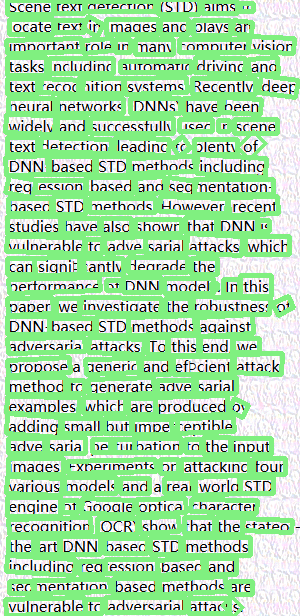 Scene text detection (STD) aims to
locate text in images and plays an
important role in many computer vision
tasks including automatic driving and
text recognition systems. Recently, deep
neural networks (DNNs) have been
widely and successfully used in scene
text detection, leading to plenty of
DNN-based STD methods including
regression-based and segmentation-
based STD methods. However, recent
studies have also shown that DNN is
vulnerable to adversarial attacks, which
can significantly degrade the
performance of DNN models. In this
paper, we investigate the robustness of
DNN-based STD methods against
adversarial attacks. To this end, we
propose a generic and efficient attack
method to generate adversarial
examples, which are produced by
adding small but imperceptible
adversarial perturbation to the input
images. Experiments on attacking four
various models and a real-world STD
engine of Google optical character
recognition (OCR) show that the state-of-
the-art DNN-based STD methods
including regression-based and
segmentation-based methods are
vulnerable to adversarial attacks.